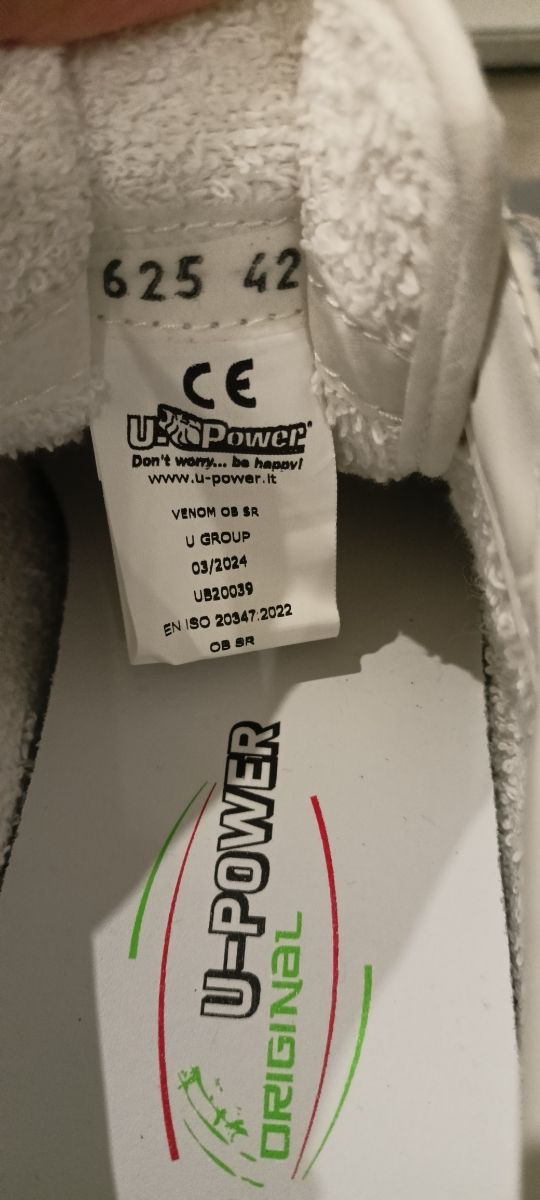 625 42
CE
U-Power
Don't worry... be happy!
www.u-power.it
VENOM OB SR
U GROUP
03/2024
UB20039
EN ISO 20347:2022
OB SR
U-POWER
ORIGINAL